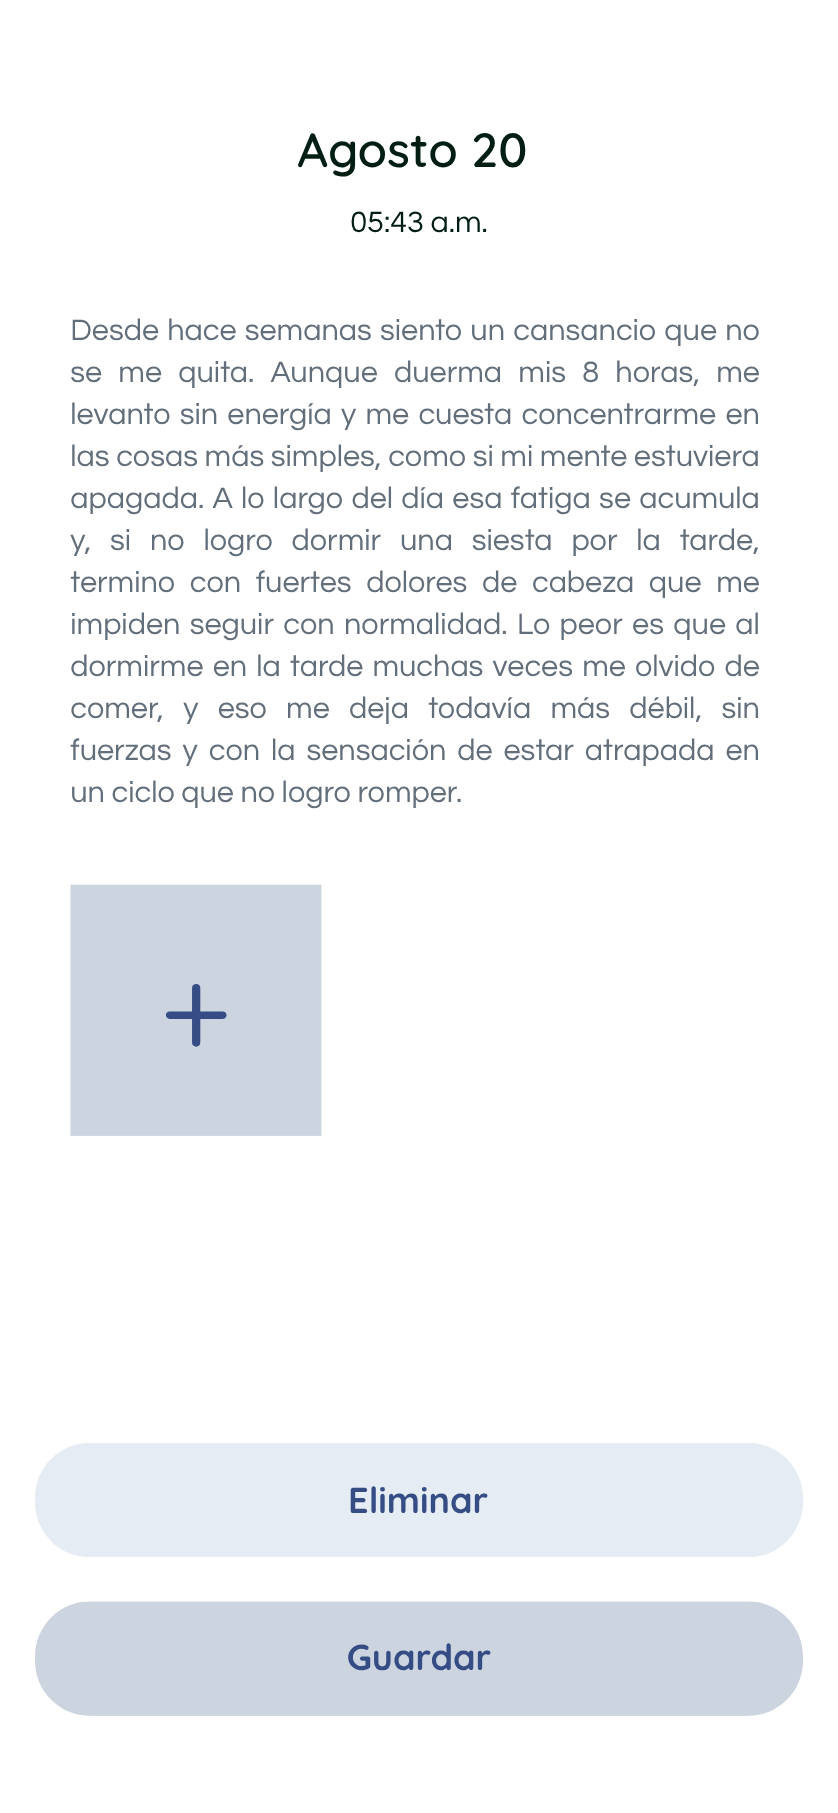 Agosto 20
05:43 a.m.
Desde hace semanas siento un cansancio que no
se me quita. Aunque duerma mis 8 horas, me
levanto sin energía y me cuesta concentrarme en
las cosas más simples, como si mi mente estuviera
apagada. A lo largo del día esa fatiga se acumula
y, si no logro dormir una siesta por la tarde,
termino con fuertes dolores de cabeza que me
impiden seguir con normalidad. Lo peor es que al
dormirme en la tarde muchas veces me olvido de
comer, y eso me deja todavía más débil, sin
fuerzas y con la sensación de estar atrapada en
un ciclo que no logro romper.
Eliminar
Guardar